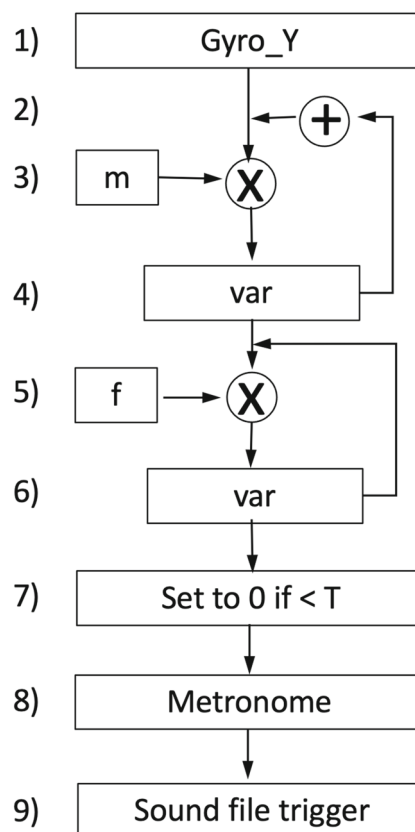 1) Gyro_Y
2) +
3) m X
4) var
5) f X
6) var
7) Set to 0 if < T
8) Metronome
9) Sound file trigger